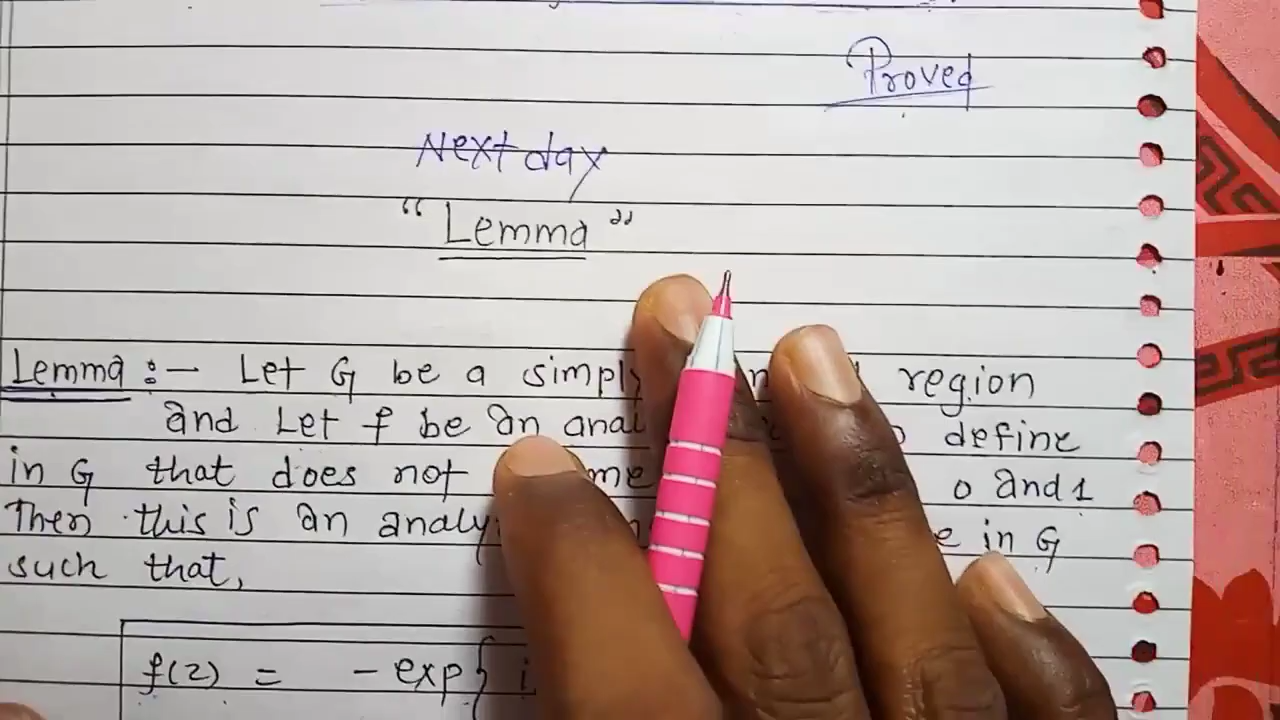 Proved
Next day
"Lemma"
Lemma :- Let G be a simply region
and Let f be an anal define
in G that does not me 0 and 1
Then this is an analy e in G
such that,
f(z) = - exp{ i